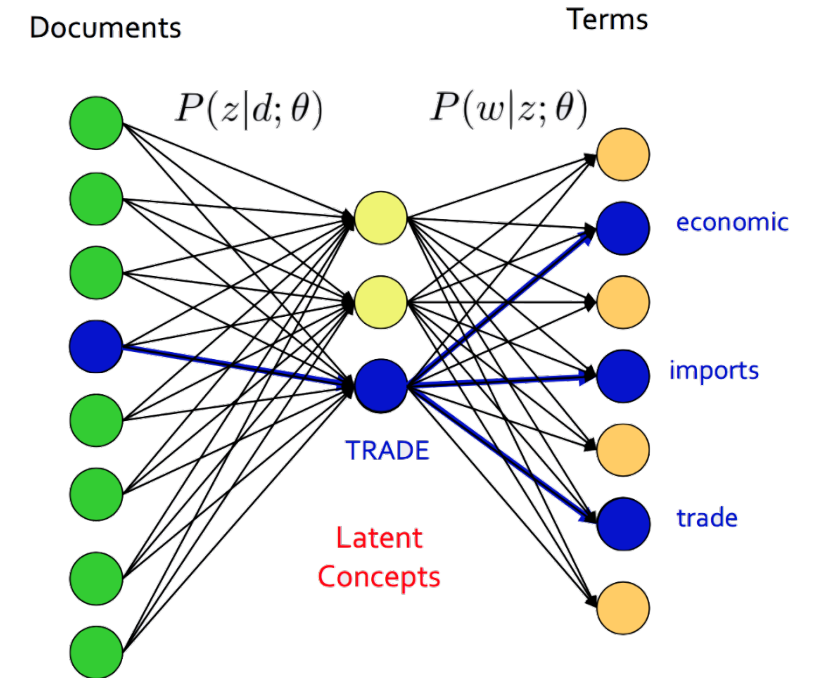 Documents
Terms
P(z|d; θ)
P(w|z; θ)
economic
imports
TRADE
trade
Latent
Concepts